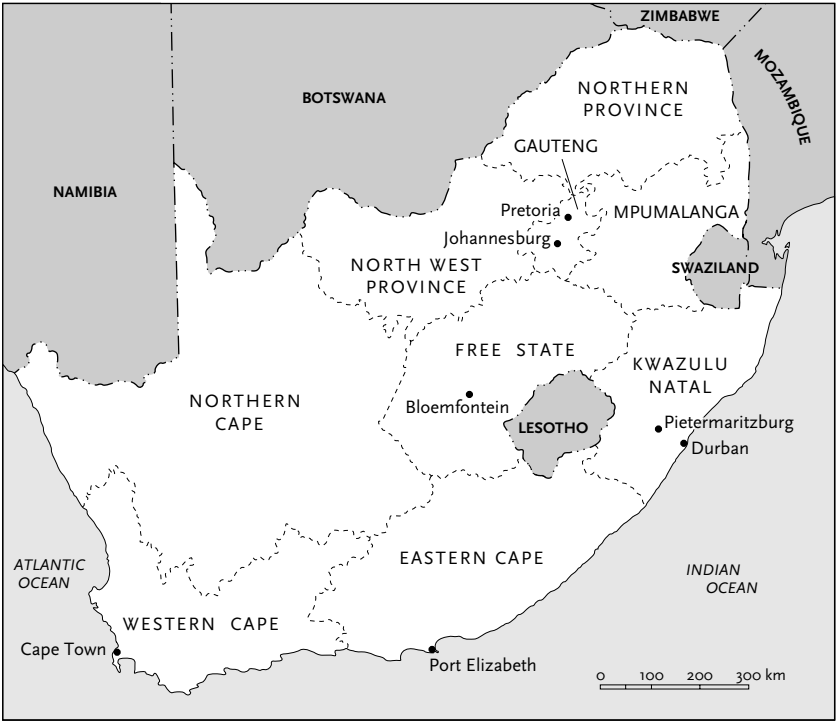 ZIMBABWE
MOZAMBIQUE
NORTHERN
PROVINCE
BOTSWANA
GAUTENG
NAMIBIA
Pretoria
MPUMALANGA
Johannesburg
NORTH WEST
PROVINCE
SWAZILAND
FREE STATE
KWAZULU
NATAL
NORTHERN
CAPE
Bloemfontein
LESOTHO
Pietermaritzburg
Durban
EASTERN CAPE
ATLANTIC
OCEAN
INDIAN
OCEAN
WESTERN CAPE
Cape Town
Port Elizabeth
0 100 200 300 km